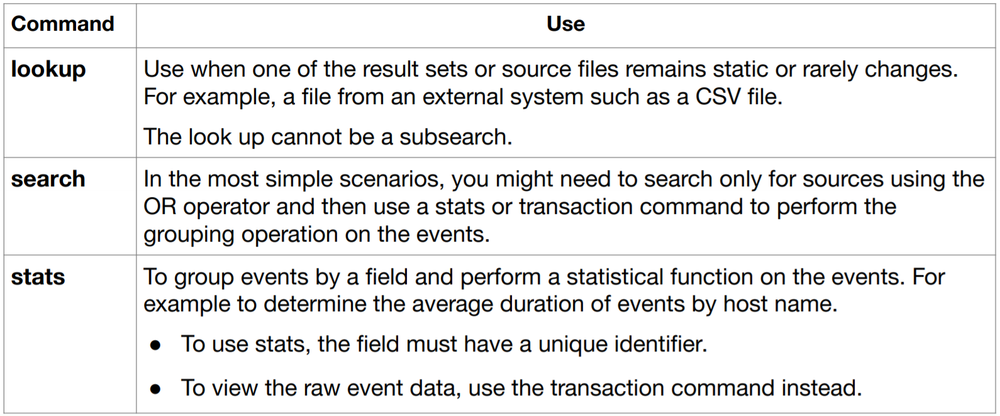 Command
Use
lookup
Use when one of the result sets or source files remains static or rarely changes.
For example, a file from an external system such as a CSV file.
The look up cannot be a subsearch.
search
In the most simple scenarios, you might need to search only for sources using the
OR operator and then use a stats or transaction command to perform the
grouping operation on the events.
stats
To group events by a field and perform a statistical function on the events. For
example to determine the average duration of events by host name.
● To use stats, the field must have a unique identifier.
● To view the raw event data, use the transaction command instead.